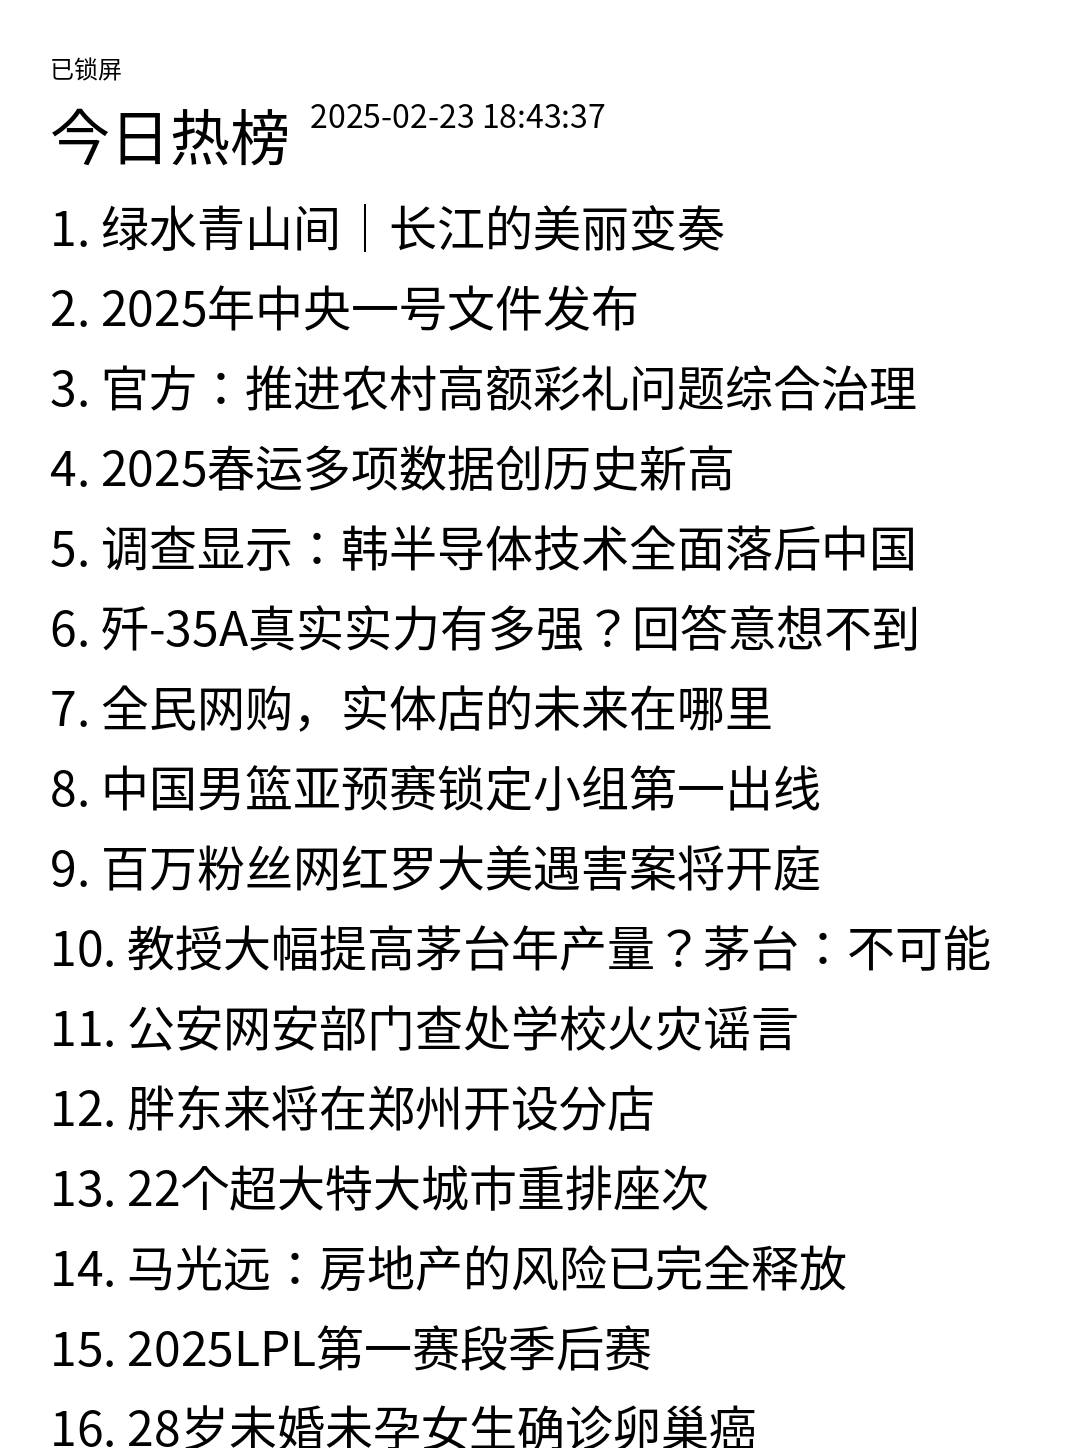 已锁屏
今日热榜 2025-02-23 18:43:37
1. 绿水青山间｜长江的美丽变奏
2. 2025年中央一号文件发布
3. 官方：推进农村高额彩礼问题综合治理
4. 2025春运多项数据创历史新高
5. 调查显示：韩半导体技术全面落后中国
6. 歼-35A真实实力有多强？回答意想不到
7. 全民网购，实体店的未来在哪里
8. 中国男篮亚预赛锁定小组第一出线
9. 百万粉丝网红罗大美遇害案将开庭
10. 教授大幅提高茅台年产量？茅台：不可能
11. 公安网安部门查处学校火灾谣言
12. 胖东来将在郑州开设分店
13. 22个超大特大城市重排座次
14. 马光远：房地产的风险已完全释放
15. 2025LPL第一赛段季后赛
16. 28岁未婚未孕女生确诊卵巢癌